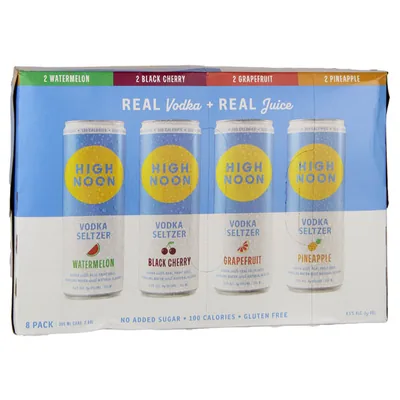 2 WATERMELON
2 BLACK CHERRY
2 GRAPEFRUIT
2 PINEAPPLE
REAL Vodka + REAL Juice
HIGH
NOON
VODKA
SELTZER
WATERMELON
HIGH
NOON
VODKA
SELTZER
BLACK CHERRY
HIGH
NOON
VODKA
SELTZER
GRAPEFRUIT
HIGH
NOON
VODKA
SELTZER
PINEAPPLE
8 PACK
NO ADDED SUGAR • 100 CALORIES • GLUTEN FREE